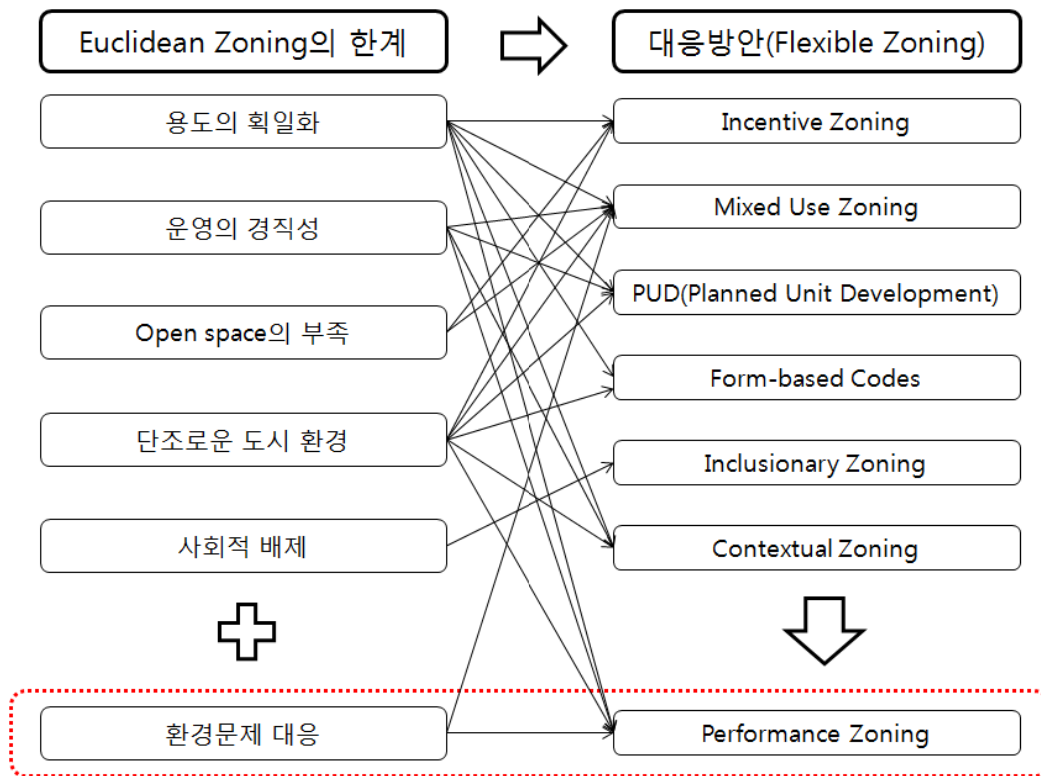 Euclidean Zoning의 한계
대응방안(Flexible Zoning)
용도의 획일화
Incentive Zoning
운영의 경직성
Mixed Use Zoning
Open space의 부족
PUD(Planned Unit Development)
단조로운 도시 환경
Form-based Codes
사회적 배제
Inclusionary Zoning
Contextual Zoning
환경문제 대응
Performance Zoning